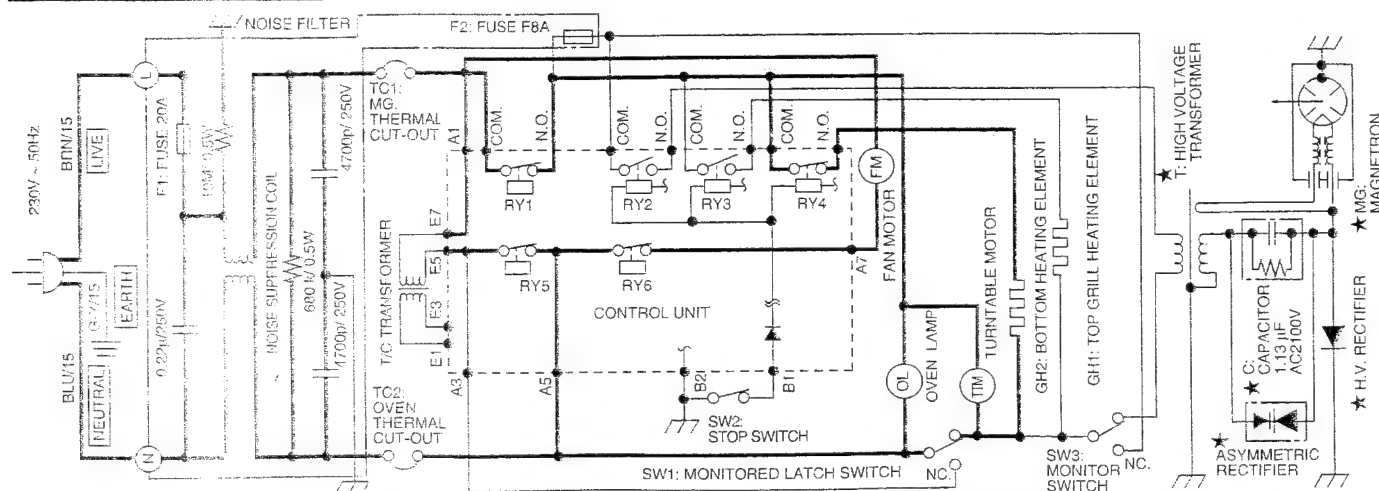 NOISE FILTER
F2: FUSE F8A
230V ~ 50Hz
BRN/15
LIVE
L
F1: FUSE 20A
10M/ 0.5W
NOISE SUPPRESSION COIL
680 k/ 0.5W
4700p/ 250V
4700p/ 250V
0.22µ/250V
G-Y/15
EARTH
BLU/15
NEUTRAL
N
TC1:
MG.
THERMAL
CUT-OUT
TC2:
OVEN
THERMAL
CUT-OUT
T/C TRANSFORMER
A1
E7
E5
E3
E1
A3
A5
COM.
N.O.
COM.
N.O.
COM.
N.O.
COM.
N.O.
RY1
RY2
RY3
RY4
RY5
RY6
A7
CONTROL UNIT
B2
B1
SW2:
STOP SWITCH
FM
FAN MOTOR
OL
OVEN LAMP
TTM
TURNTABLE MOTOR
GH2: BOTTOM HEATING ELEMENT
GH1: TOP GRILL HEATING ELEMENT
SW1: MONITORED LATCH SWITCH
NC.
SW3:
MONITOR
SWITCH
NC.
★ T: HIGH VOLTAGE
TRANSFORMER
★ MG:
MAGNETRON
★ C:
CAPACITOR
1.13 µF
AC2100V
★ H.V. RECTIFIER
★
ASYMMETRIC
RECTIFIER